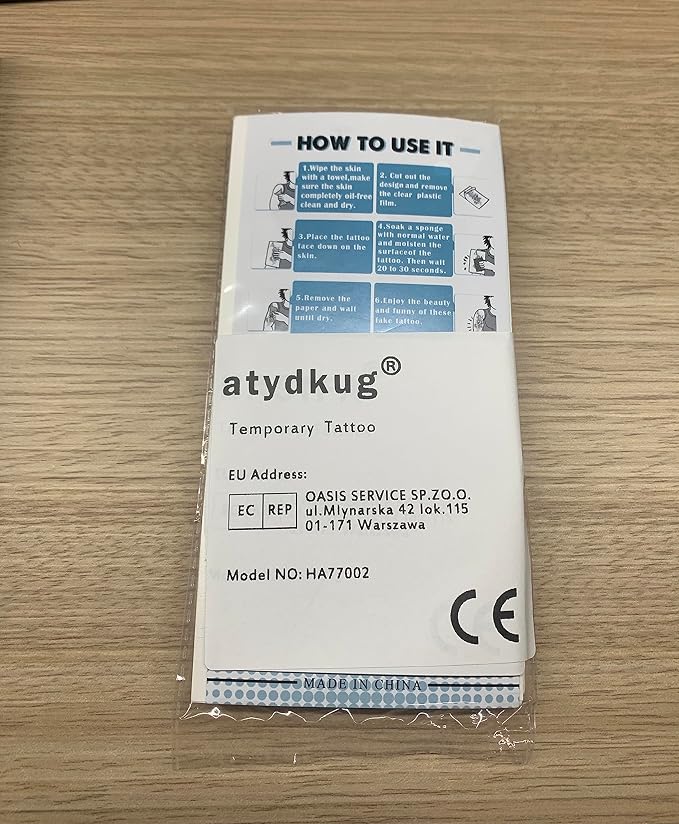 HOW TO USE IT
1.Wipe the skin
with a towel,make
sure the skin
completely oil-free
clean and dry.
2. Cut out the
design and remove
the clear plastic
film.
3.Place the tattoo
face down on the
skin.
4.Soak a sponge
with normal water
and moisten the
surfaceof the
tattoo. Then wait
20 to 30 seconds.
5.Remove the
paper and wait
until dry.
6.Enjoy the beauty
and funny of these
fake tattoo.
atydkug®
Temporary Tattoo
EU Address:
EC REP
OASIS SERVICE SP.ZO.O.
ul.Mlynarska 42 lok.115
01-171 Warszawa
Model NO: HA77002
CE
MADE IN CHINA